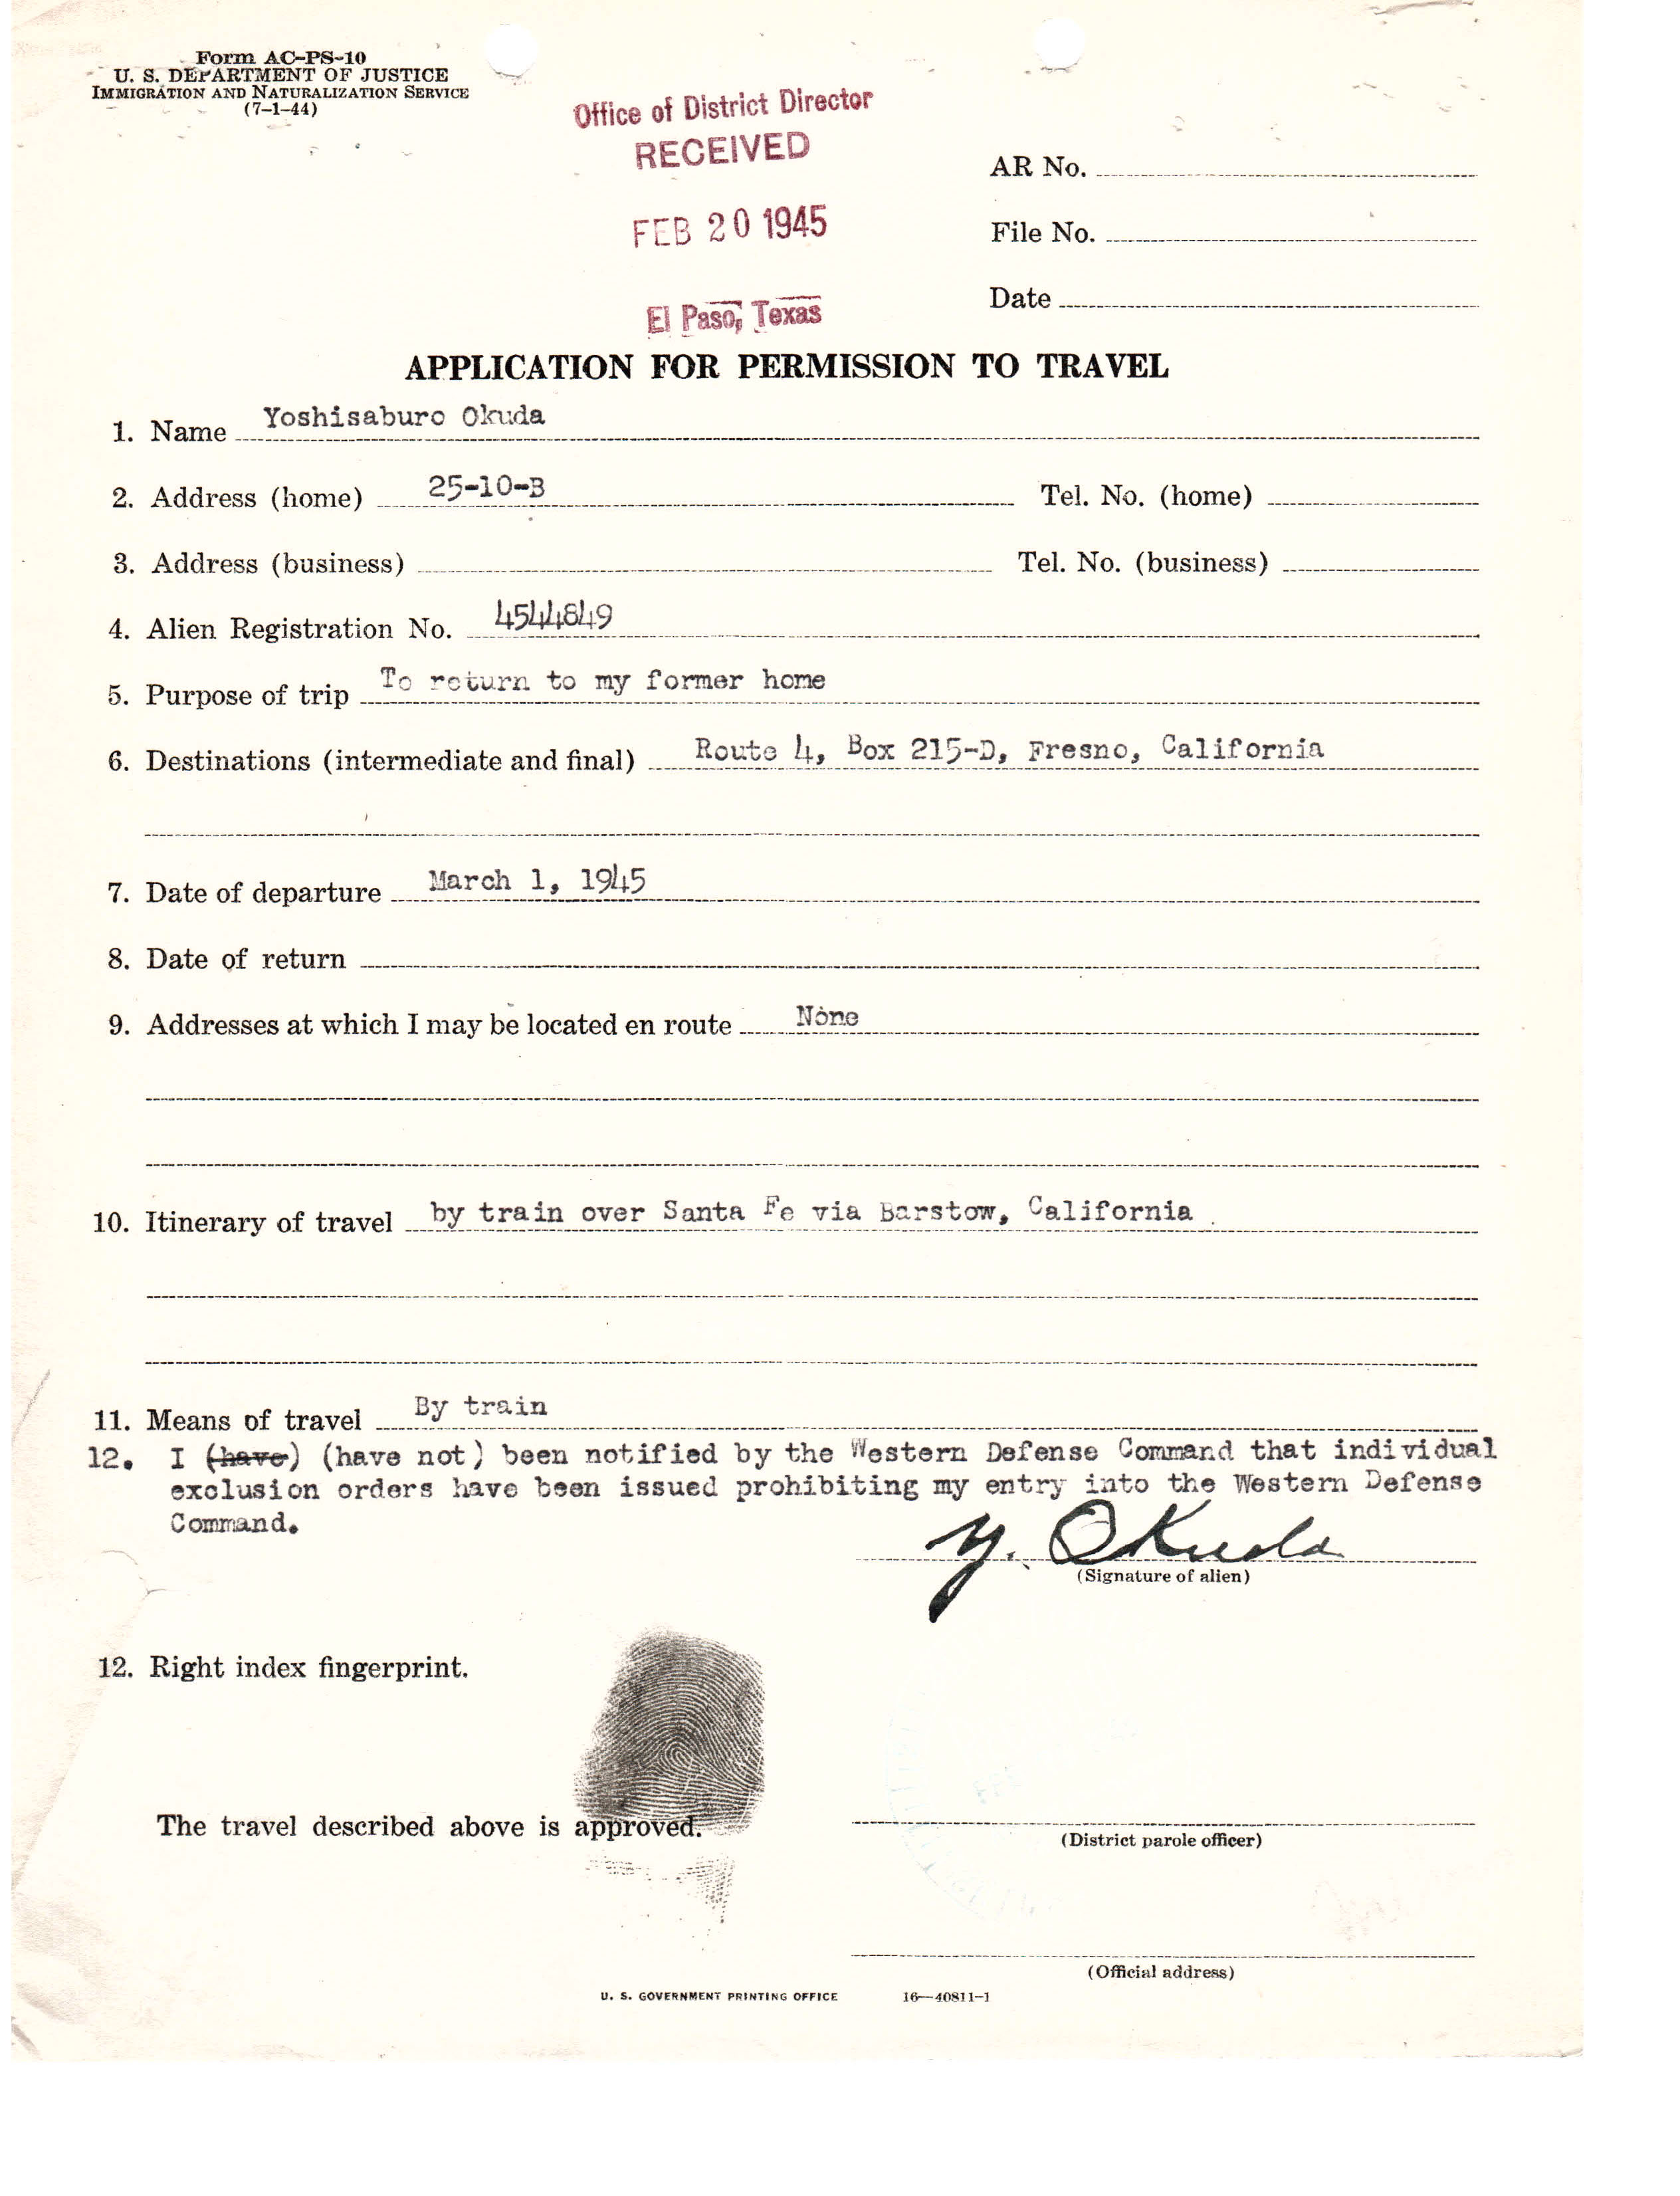 Form AC-PS-10
U. S. DEPARTMENT OF JUSTICE
IMMIGRATION AND NATURALIZATION SERVICE
(7-1-44)
Office of District Director
RECEIVED
FEB 20 1945
El Paso, Texas
AR No.
File No.
Date
APPLICATION FOR PERMISSION TO TRAVEL
1. Name Yoshisaburo Okuda
2. Address (home) 25-10-B Tel. No. (home)
3. Address (business) Tel. No. (business)
4. Alien Registration No. 4544849
5. Purpose of trip To return to my former home
6. Destinations (intermediate and final) Route 4, Box 215-D, Fresno, California
7. Date of departure March 1, 1945
8. Date of return
9. Addresses at which I may be located en route None
10. Itinerary of travel by train over Santa Fe via Barstow, California
11. Means of travel By train
12. I (have) (have not) been notified by the Western Defense Command that individual
exclusion orders have been issued prohibiting my entry into the Western Defense
Command.
Y. Okuda
(Signature of alien)
12. Right index fingerprint.
The travel described above is approved.
(District parole officer)
(Official address)
U. S. GOVERNMENT PRINTING OFFICE 16—40811-1